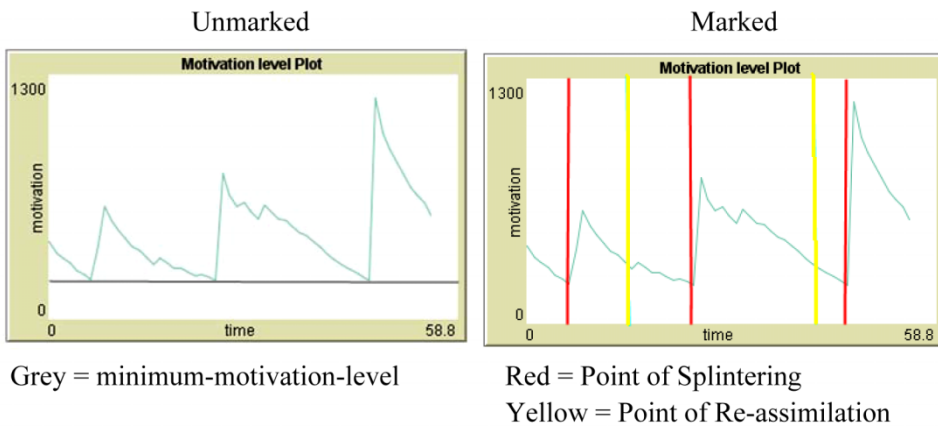 Unmarked
Motivation level Plot
1300
motivation
0
0
time
58.8
Grey = minimum-motivation-level
Marked
Motivation level Plot
1300
motivation
0
0
time
58.8
Red = Point of Splintering
Yellow = Point of Re-assimilation